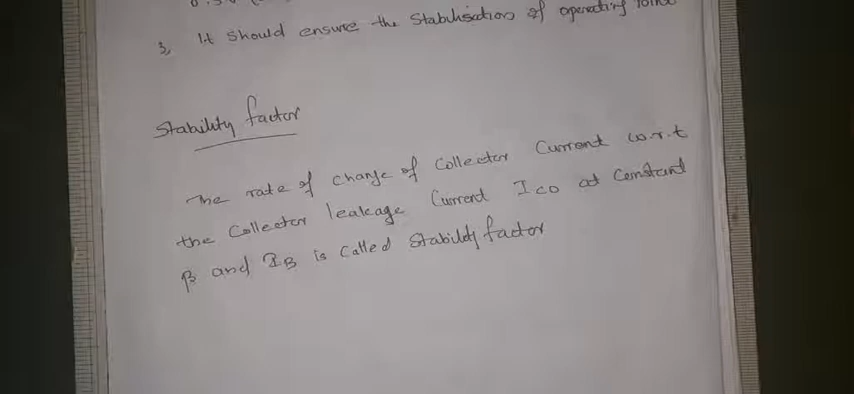 3, It should ensure the Stabilisation of operating Point
Stability factor
The rate of change of Collector Current w.r.t
the Collector leakage Current ICO at Constant
β and IB is Called Stability factor